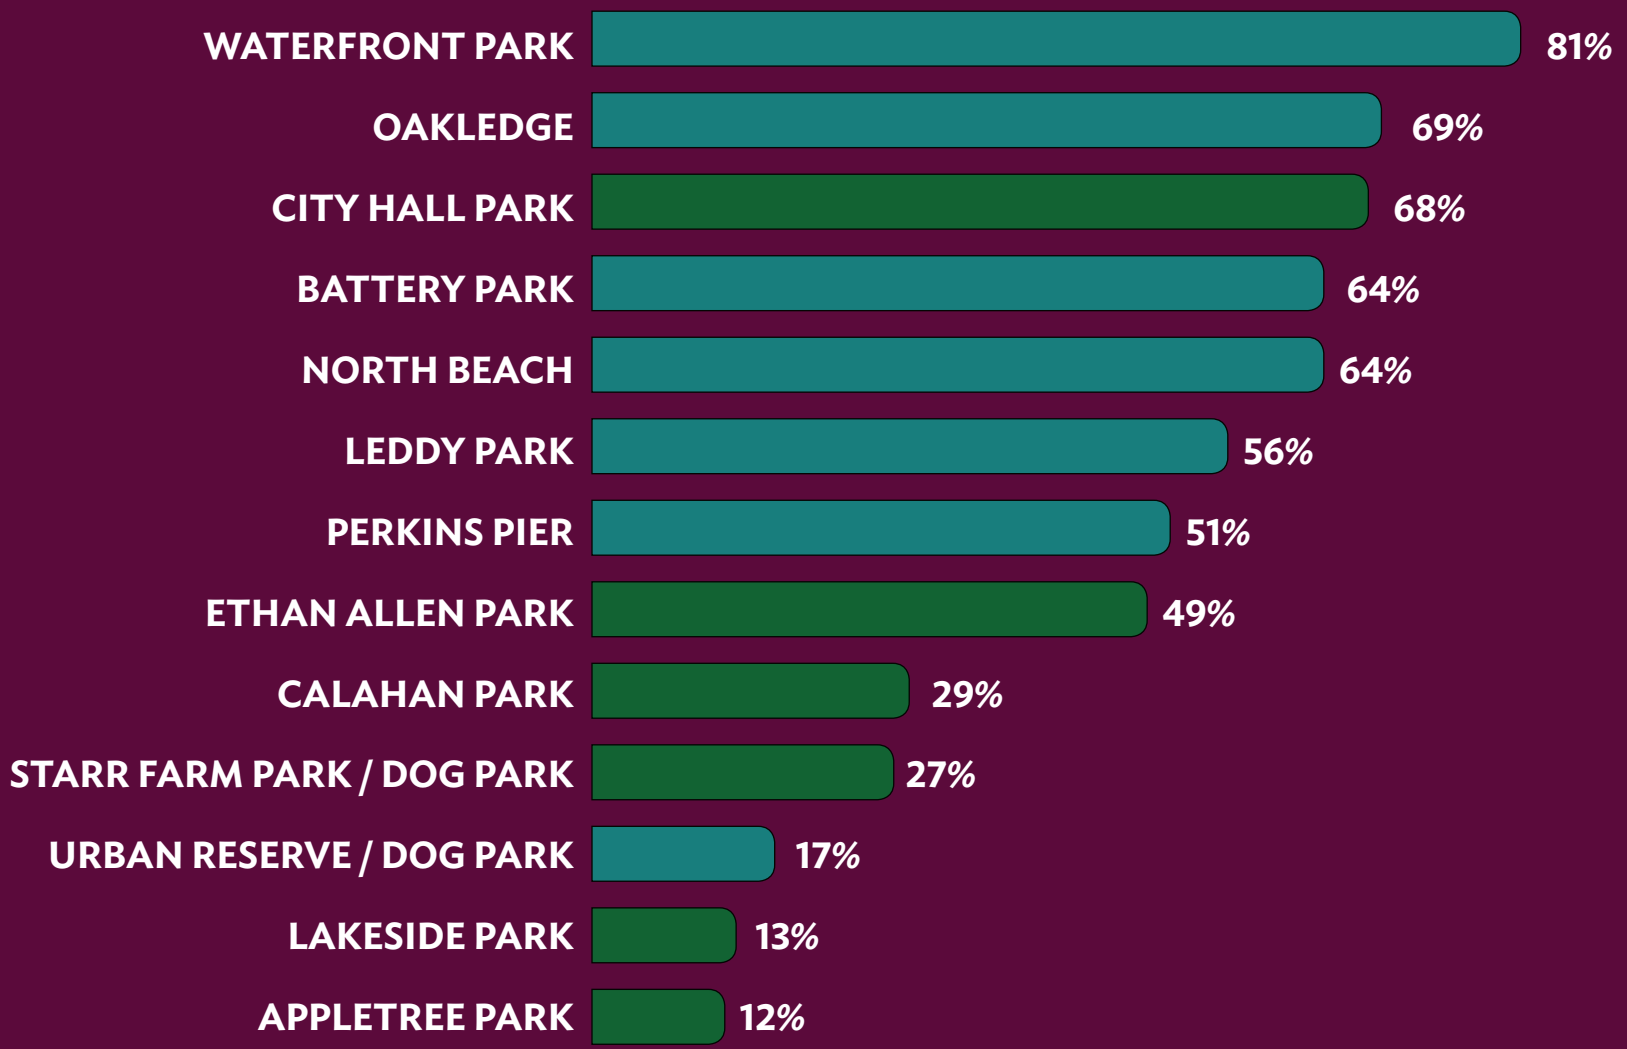 WATERFRONT PARK 81%
OAKLEDGE 69%
CITY HALL PARK 68%
BATTERY PARK 64%
NORTH BEACH 64%
LEDDY PARK 56%
PERKINS PIER 51%
ETHAN ALLEN PARK 49%
CALAHAN PARK 29%
STARR FARM PARK / DOG PARK 27%
URBAN RESERVE / DOG PARK 17%
LAKESIDE PARK 13%
APPLETREE PARK 12%